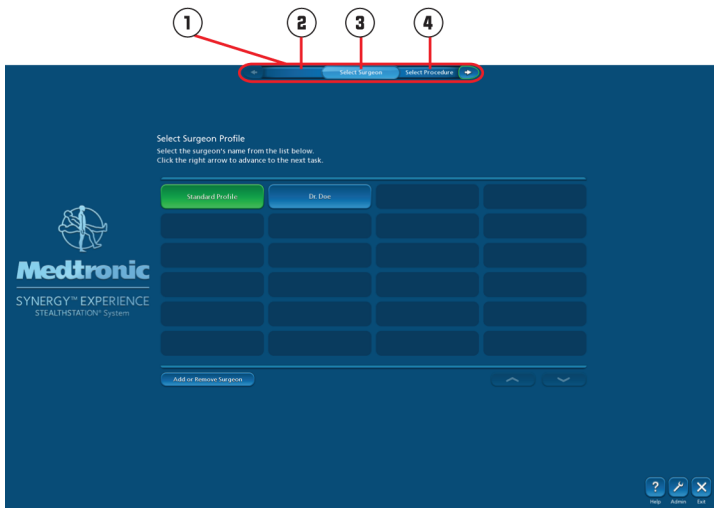 1 2 3 4
Select Surgeon Select Procedure
Select Surgeon Profile
Select the surgeon's name from the list below.
Click the right arrow to advance to the next task.
Standard Profile Dr. Doe
Medtronic
SYNERGY™ EXPERIENCE
STEALTHSTATION® System
Add or Remove Surgeon
?
Help Admin Exit